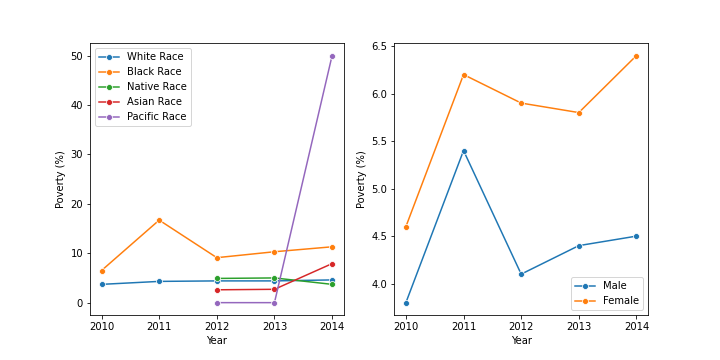 50
40
30
20
10
0
Poverty (%)
White Race
Black Race
Native Race
Asian Race
Pacific Race
2010 2011 2012 2013 2014
Year
6.5
6.0
5.5
5.0
4.5
4.0
Poverty (%)
Male
Female
2010 2011 2012 2013 2014
Year